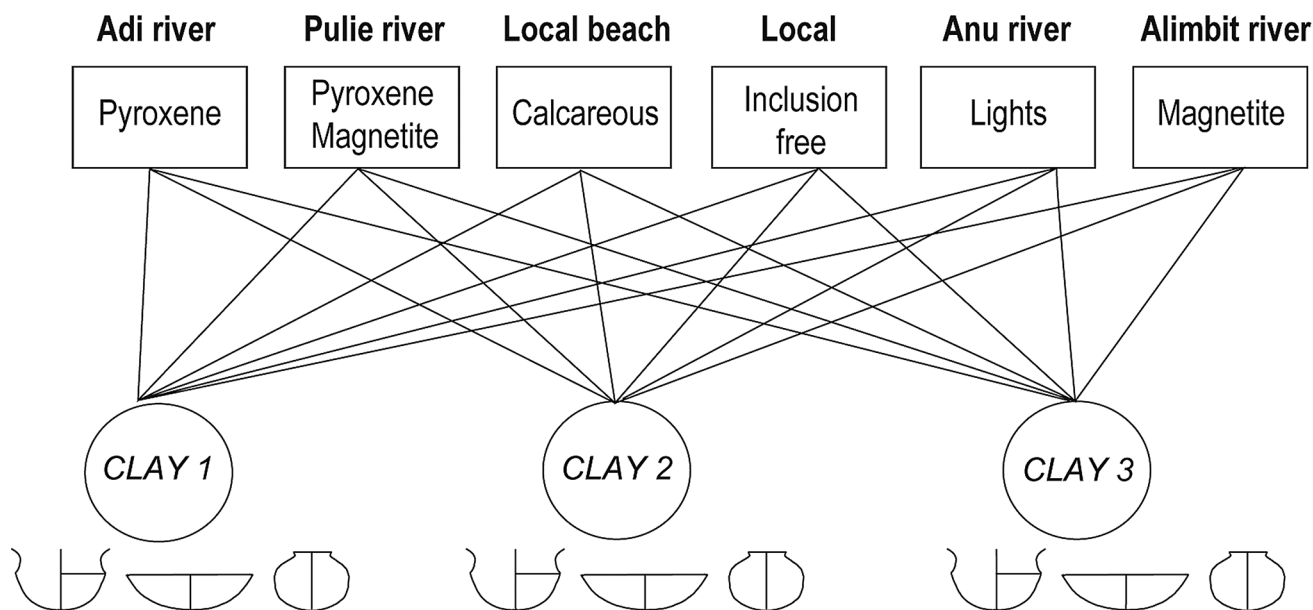 Adi river
Pulie river
Local beach
Local
Anu river
Alimbit river
Pyroxene
Pyroxene
Magnetite
Calcareous
Inclusion
free
Lights
Magnetite
CLAY 1
CLAY 2
CLAY 3